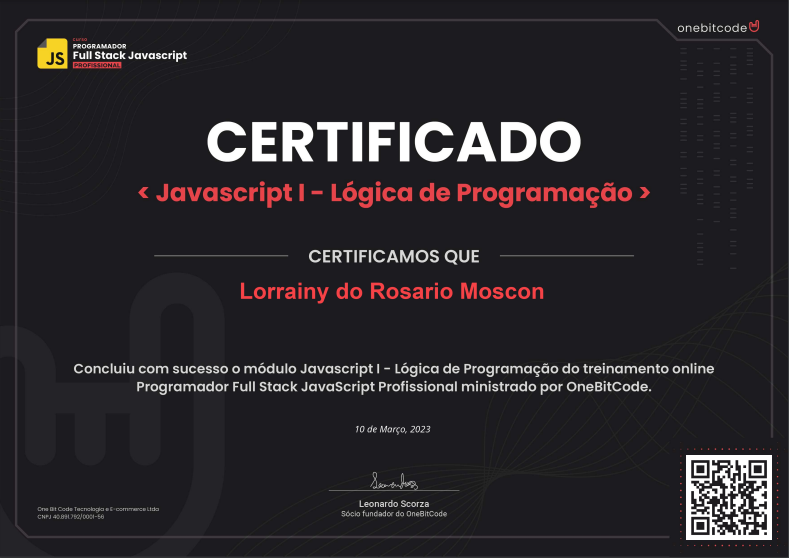 CURSO
PROGRAMADOR
Full Stack Javascript
PROFISSIONAL
JS
onebitcode
CERTIFICADO
< Javascript I - Lógica de Programação >
CERTIFICAMOS QUE
Lorrainy do Rosario Moscon
Concluiu com sucesso o módulo Javascript I - Lógica de Programação do treinamento online
Programador Full Stack JavaScript Profissional ministrado por OneBitCode.
10 de Março, 2023
Leonardo Scorza
Sócio fundador do OneBitCode
One Bit Code Tecnologia e E-commerce Ltda
CNPJ 40.891.792/0001-56